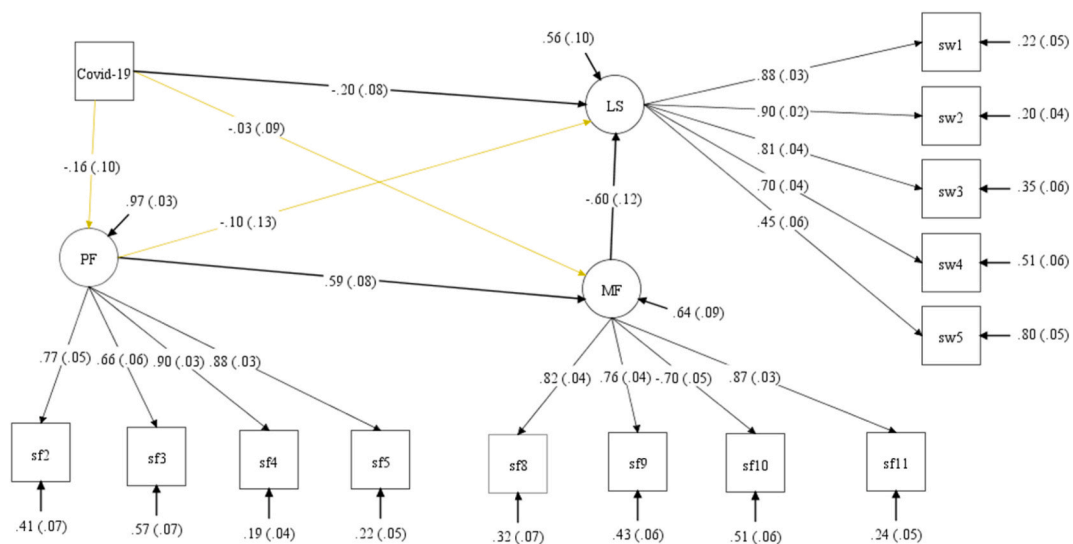 .56 (.10)
sw1
.22 (.05)
Covid-19
.88 (.03)
-.20 (.08)
LS
.90 (.02)
sw2
.20 (.04)
-.03 (.09)
.81 (.04)
-.16 (.10)
.70 (.04)
sw3
.35 (.06)
.97 (.03)
-.60 (.12)
.45 (.06)
-.10 (.13)
PF
sw4
.51 (.06)
.59 (.08)
MF
.64 (.09)
sw5
.80 (.05)
.77 (.05)
.66 (.06)
.90 (.03)
.88 (.03)
.82 (.04)
.76 (.04)
-.70 (.05)
.87 (.03)
sf2
sf3
sf4
sf5
sf8
sf9
sf10
sf11
.41 (.07)
.57 (.07)
.19 (.04)
.22 (.05)
.32 (.07)
.43 (.06)
.51 (.06)
.24 (.05)